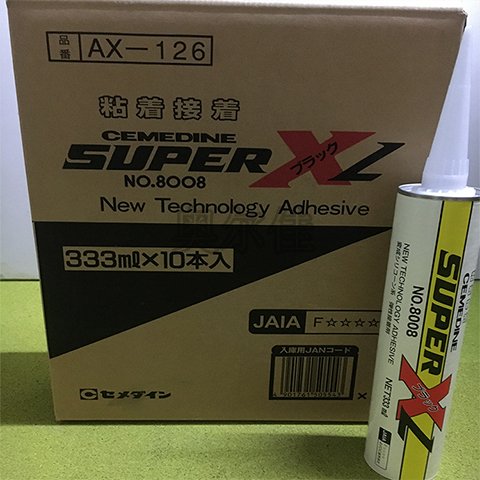 品番 AX-126
粘着接着
CEMEDINE
SUPER XL
ブラック
NO.8008
New Technology Adhesive
333ml×10本入
JAIA F☆☆☆☆
入庫用JANコード
セメダイン
CEMEDINE
SUPER XL
ブラック
NO.8008
NEW TECHNOLOGY ADHESIVE
NET333ml
JAIA